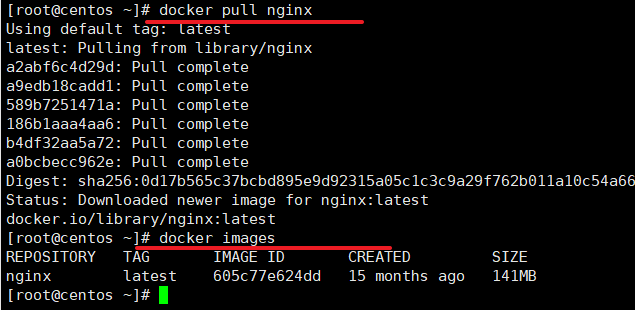 [root@centos ~]# docker pull nginx
Using default tag: latest
latest: Pulling from library/nginx
a2abf6c4d29d: Pull complete
a9edb18cadd1: Pull complete
589b7251471a: Pull complete
186b1aaa4aa6: Pull complete
b4df32aa5a72: Pull complete
a0bcbecc962e: Pull complete
Digest: sha256:0d17b565c37bcbd895e9d92315a05c1c3c9a29f762b011a10c54a66
Status: Downloaded newer image for nginx:latest
docker.io/library/nginx:latest
[root@centos ~]# docker images
REPOSITORY TAG IMAGE ID CREATED SIZE
nginx latest 605c77e624dd 15 months ago 141MB
[root@centos ~]#